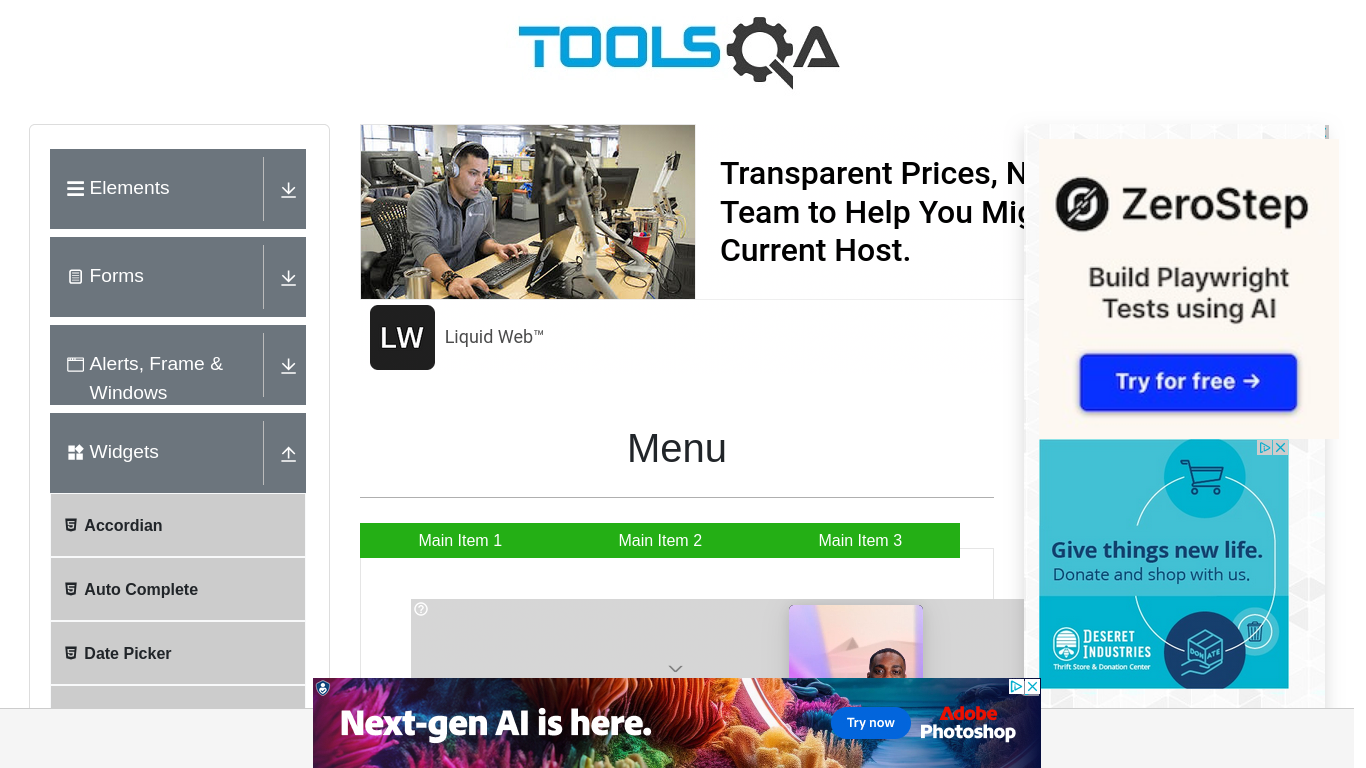 TOOLSQA
Elements
Forms
Alerts, Frame &
Windows
Widgets
Accordian
Auto Complete
Date Picker
Transparent Prices, N
Team to Help You Mig
Current Host.
LW
Liquid Web™
Menu
Main Item 1
Main Item 2
Main Item 3
ZeroStep
Build Playwright
Tests using AI
Try for free →
Give things new life.
Donate and shop with us.
DESERET
INDUSTRIES
Thrift Store & Donation Center
DONATE
Next-gen AI is here.
Try now
Adobe
Photoshop